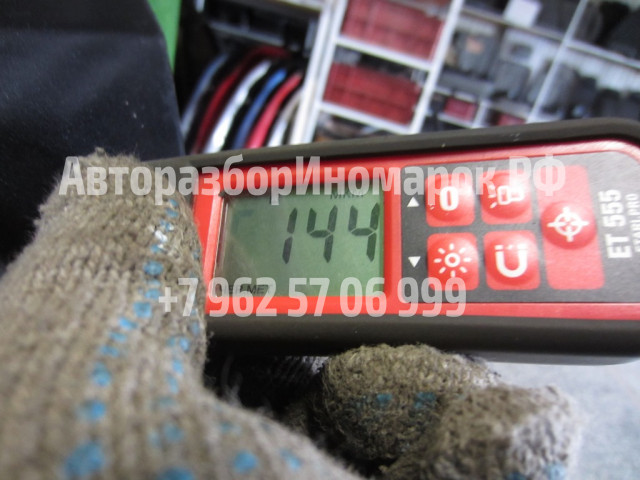 АвторазборИномарок.РФ
144
+7 962 57 06 999
ET 555